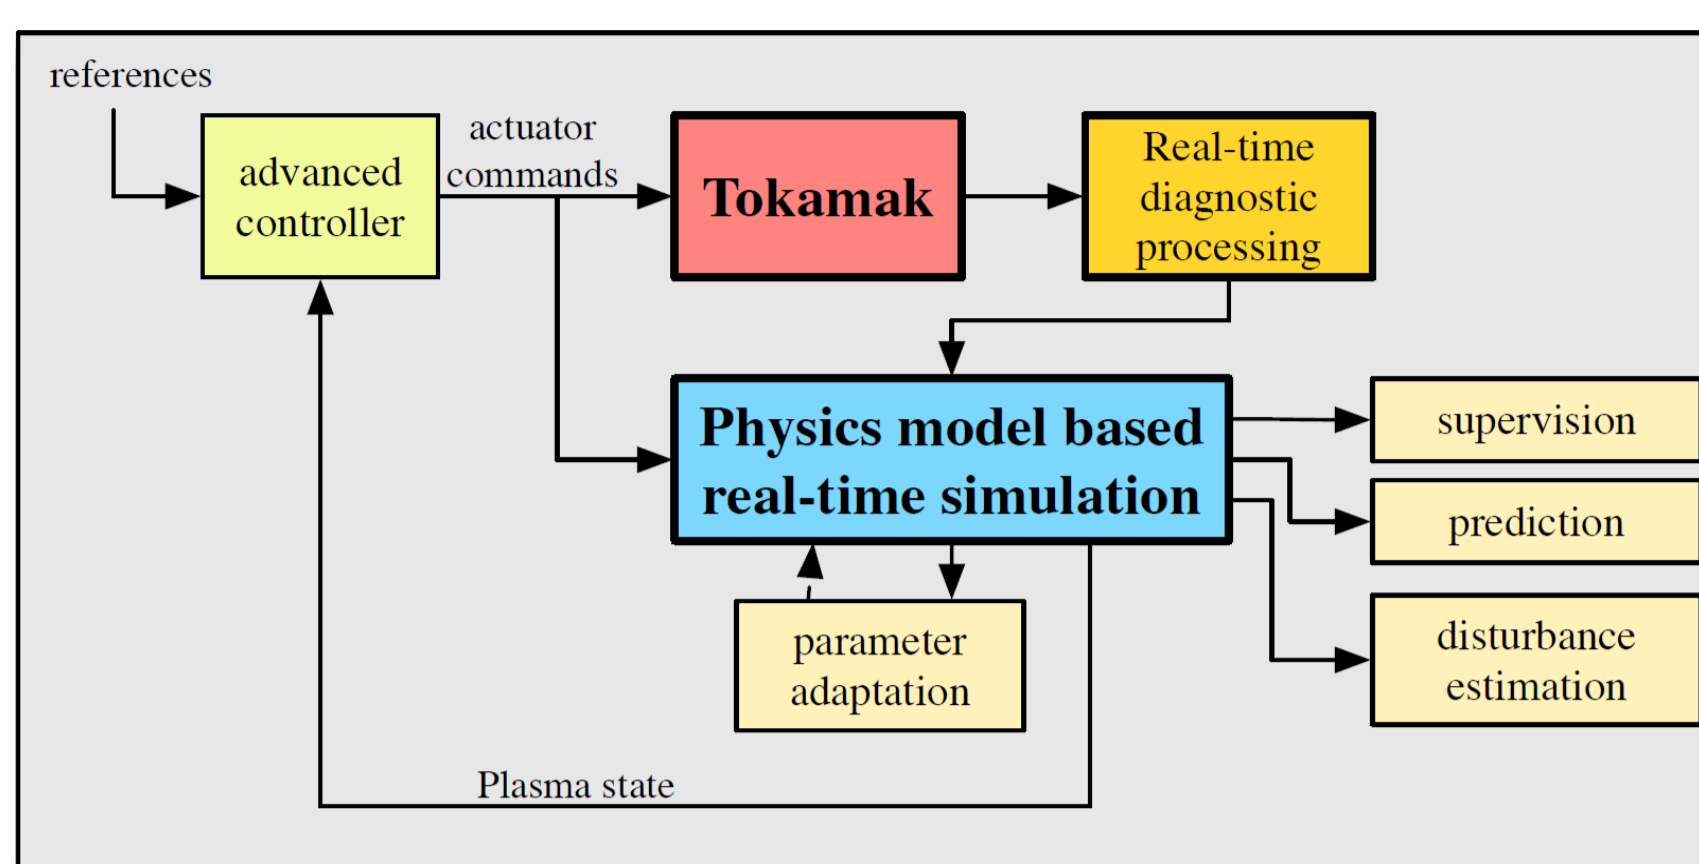 references
actuator
commands
advanced
controller
Tokamak
Real-time
diagnostic
processing
Physics model based
real-time simulation
supervision
prediction
disturbance
estimation
parameter
adaptation
Plasma state